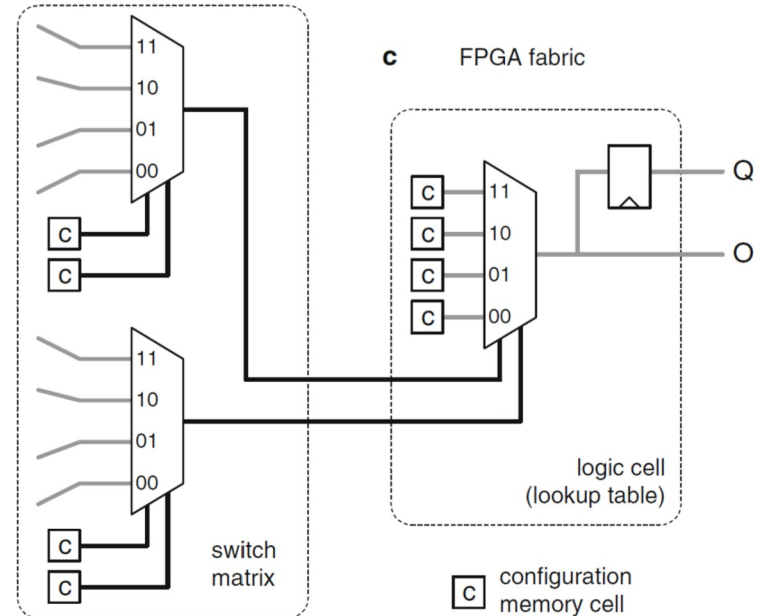 c FPGA fabric
11
10
01
00
C
C
11
10
01
00
C
C
switch
matrix
C
C
C
C
11
10
01
00
Q
O
logic cell
(lookup table)
C configuration
memory cell